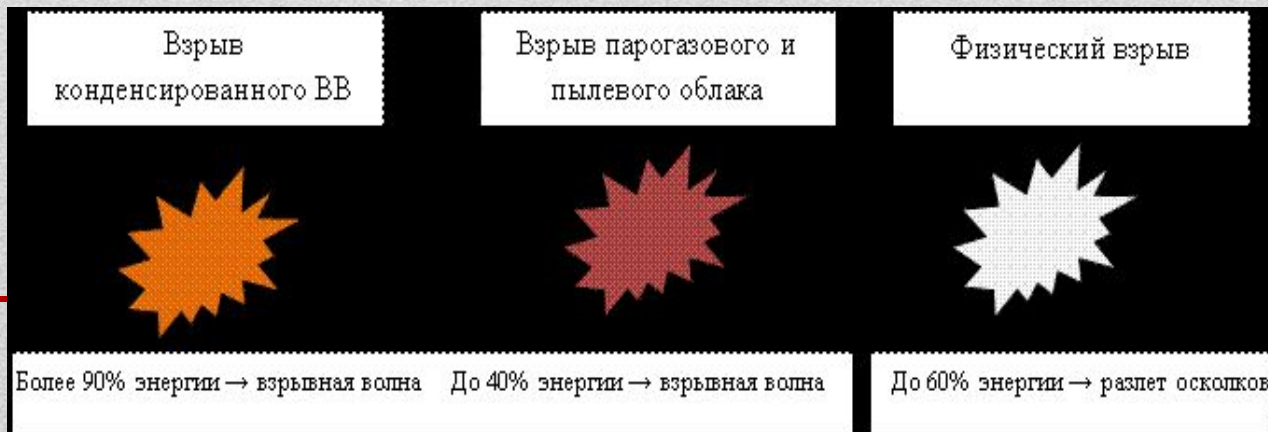 Взрыв
конденсированного ВВ
Взрыв парогазового и
пылевого облака
Физический взрыв
Более 90% энергии → взрывная волна
До 40% энергии → взрывная волна
До 60% энергии → разлет осколков